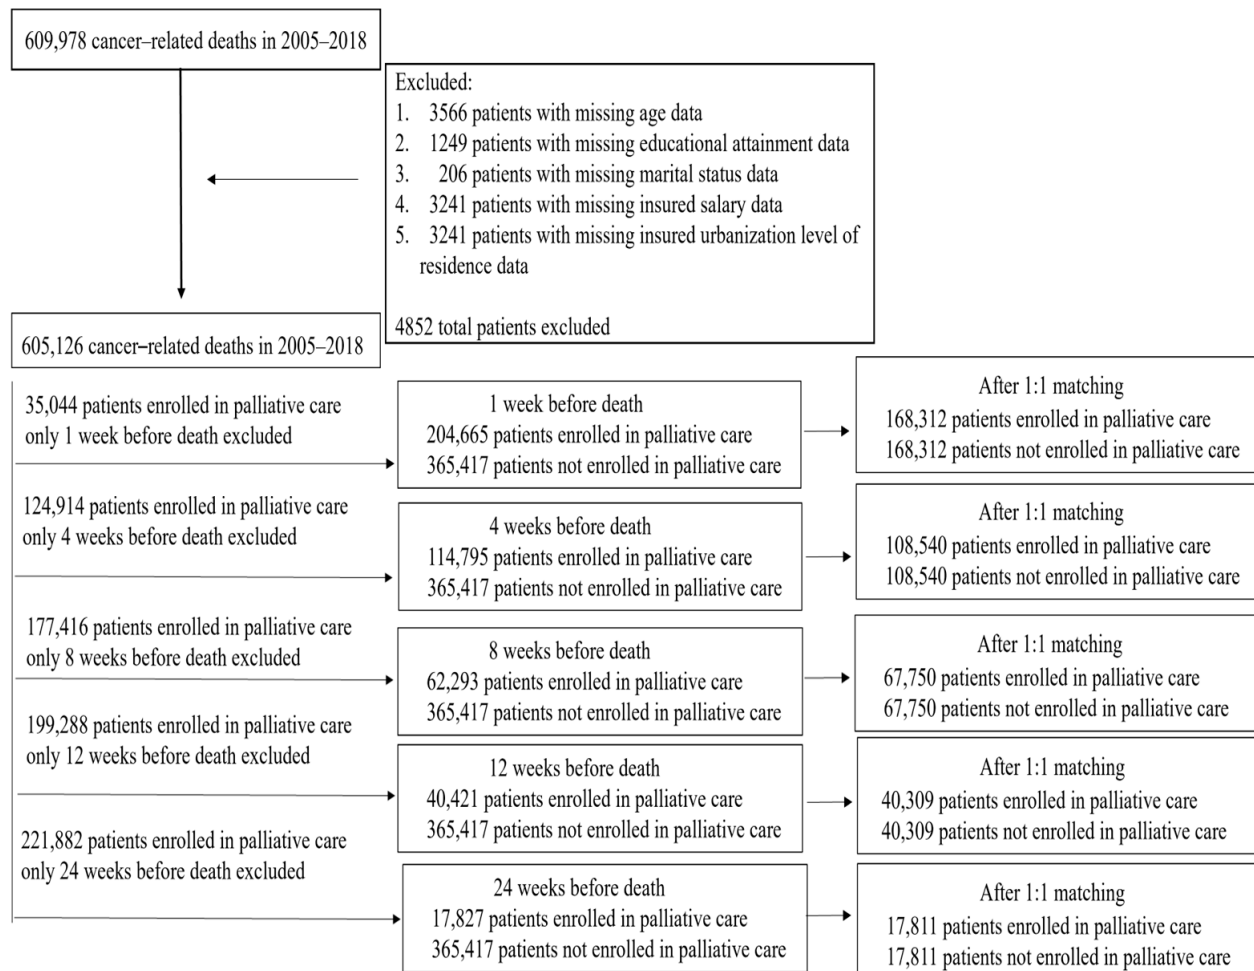 609,978 cancer–related deaths in 2005–2018
Excluded:
1. 3566 patients with missing age data
2. 1249 patients with missing educational attainment data
3. 206 patients with missing marital status data
4. 3241 patients with missing insured salary data
5. 3241 patients with missing insured urbanization level of
residence data
4852 total patients excluded
605,126 cancer–related deaths in 2005–2018
35,044 patients enrolled in palliative care
only 1 week before death excluded
1 week before death
204,665 patients enrolled in palliative care
365,417 patients not enrolled in palliative care
After 1:1 matching
168,312 patients enrolled in palliative care
168,312 patients not enrolled in palliative care
124,914 patients enrolled in palliative care
only 4 weeks before death excluded
4 weeks before death
114,795 patients enrolled in palliative care
365,417 patients not enrolled in palliative care
After 1:1 matching
108,540 patients enrolled in palliative care
108,540 patients not enrolled in palliative care
177,416 patients enrolled in palliative care
only 8 weeks before death excluded
8 weeks before death
62,293 patients enrolled in palliative care
365,417 patients not enrolled in palliative care
After 1:1 matching
67,750 patients enrolled in palliative care
67,750 patients not enrolled in palliative care
199,288 patients enrolled in palliative care
only 12 weeks before death excluded
12 weeks before death
40,421 patients enrolled in palliative care
365,417 patients not enrolled in palliative care
After 1:1 matching
40,309 patients enrolled in palliative care
40,309 patients not enrolled in palliative care
221,882 patients enrolled in palliative care
only 24 weeks before death excluded
24 weeks before death
17,827 patients enrolled in palliative care
365,417 patients not enrolled in palliative care
After 1:1 matching
17,811 patients enrolled in palliative care
17,811 patients not enrolled in palliative care